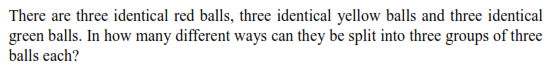 There are three identical red balls, three identical yellow balls and three identical
green balls. In how many different ways can they be split into three groups of three
balls each?